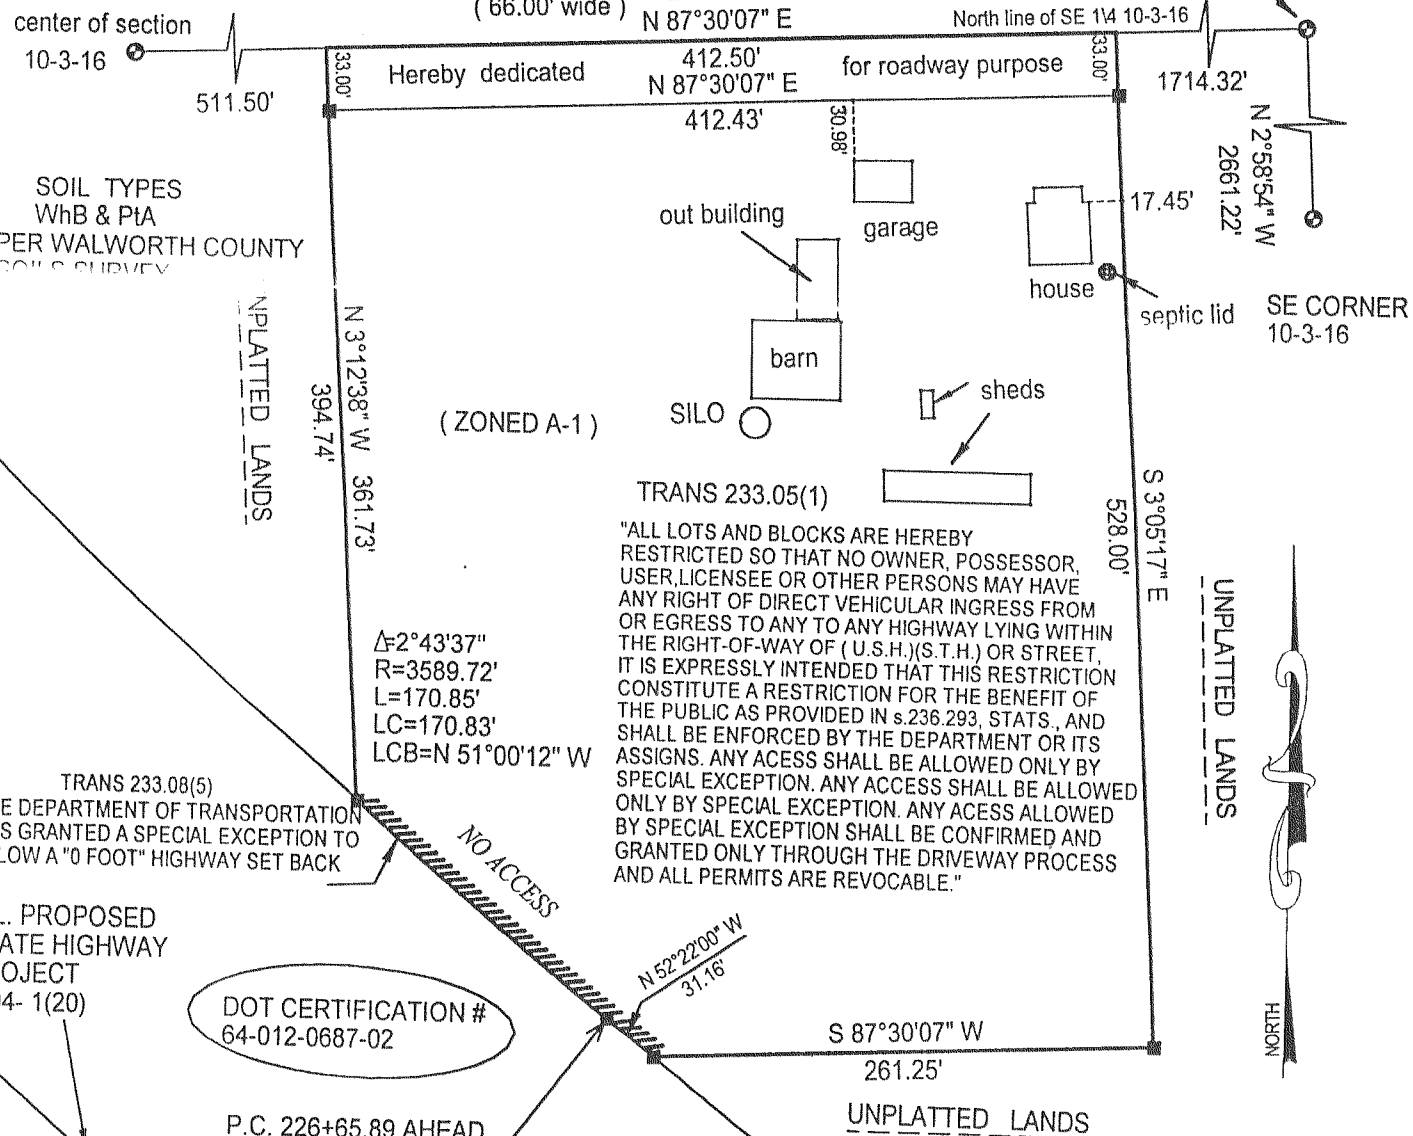 ( 66.00' wide )
N 87°30'07" E
North line of SE 1\4 10-3-16
center of section
10-3-16
511.50'
33.00'
Hereby dedicated
412.50'
for roadway purpose
33.00'
1714.32'
N 87°30'07" E
412.43'
30.98'
N 2°58'54" W
2661.22'
SOIL TYPES
WhB & PtA
PER WALWORTH COUNTY
out building
garage
17.45'
house
septic lid
SE CORNER
10-3-16
NPLATTED LANDS
N 3°12'38" W 361.73'
394.74'
barn
sheds
SILO
( ZONED A-1 )
S 3°05'17" E
528.00'
TRANS 233.05(1)
"ALL LOTS AND BLOCKS ARE HEREBY
RESTRICTED SO THAT NO OWNER, POSSESSOR,
USER,LICENSEE OR OTHER PERSONS MAY HAVE
ANY RIGHT OF DIRECT VEHICULAR INGRESS FROM
OR EGRESS TO ANY TO ANY HIGHWAY LYING WITHIN
THE RIGHT-OF-WAY OF ( U.S.H.)(S.T.H.) OR STREET,
IT IS EXPRESSLY INTENDED THAT THIS RESTRICTION
CONSTITUTE A RESTRICTION FOR THE BENEFIT OF
THE PUBLIC AS PROVIDED IN s.236.293, STATS., AND
SHALL BE ENFORCED BY THE DEPARTMENT OR ITS
ASSIGNS. ANY ACESS SHALL BE ALLOWED ONLY BY
SPECIAL EXCEPTION. ANY ACCESS SHALL BE ALLOWED
ONLY BY SPECIAL EXCEPTION. ANY ACESS ALLOWED
BY SPECIAL EXCEPTION SHALL BE CONFIRMED AND
GRANTED ONLY THROUGH THE DRIVEWAY PROCESS
AND ALL PERMITS ARE REVOCABLE."
UNPLATTED LANDS
Δ=2°43'37"
R=3589.72'
L=170.85'
LC=170.83'
LCB=N 51°00'12" W
TRANS 233.08(5)
E DEPARTMENT OF TRANSPORTATION
S GRANTED A SPECIAL EXCEPTION TO
LOW A "0 FOOT" HIGHWAY SET BACK
NO ACCESS
N 52°22'00" W
31.16'
L. PROPOSED
ATE HIGHWAY
OJECT
4- 1(20)
DOT CERTIFICATION #
64-012-0687-02
S 87°30'07" W
261.25'
NORTH
P.C. 226+65.89 AHEAD
UNPLATTED LANDS